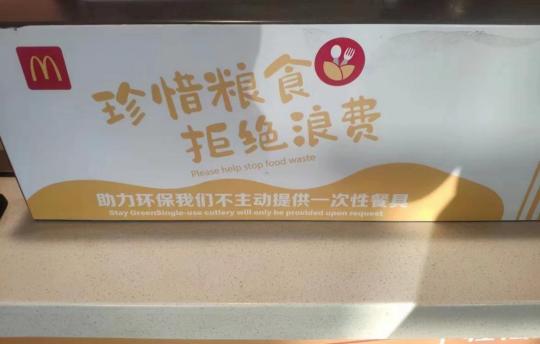 珍惜粮食
拒绝浪费
Please help stop food waste
助力环保我们不主动提供一次性餐具
Stay GreenSingle-use cutlery will only be provided upon request